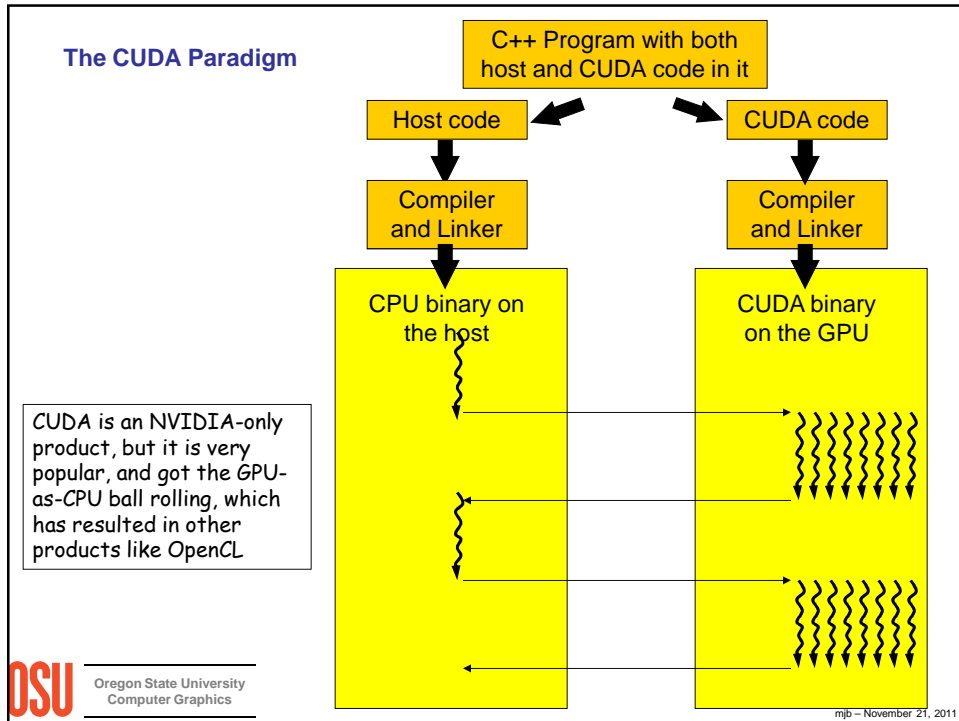 The CUDA Paradigm
C++ Program with both
host and CUDA code in it
Host code
CUDA code
Compiler
and Linker
Compiler
and Linker
CPU binary on
the host
CUDA binary
on the GPU
CUDA is an NVIDIA-only
product, but it is very
popular, and got the GPU-
as-CPU ball rolling, which
has resulted in other
products like OpenCL
OSU
Oregon State University
Computer Graphics
mjb – November 21, 2011